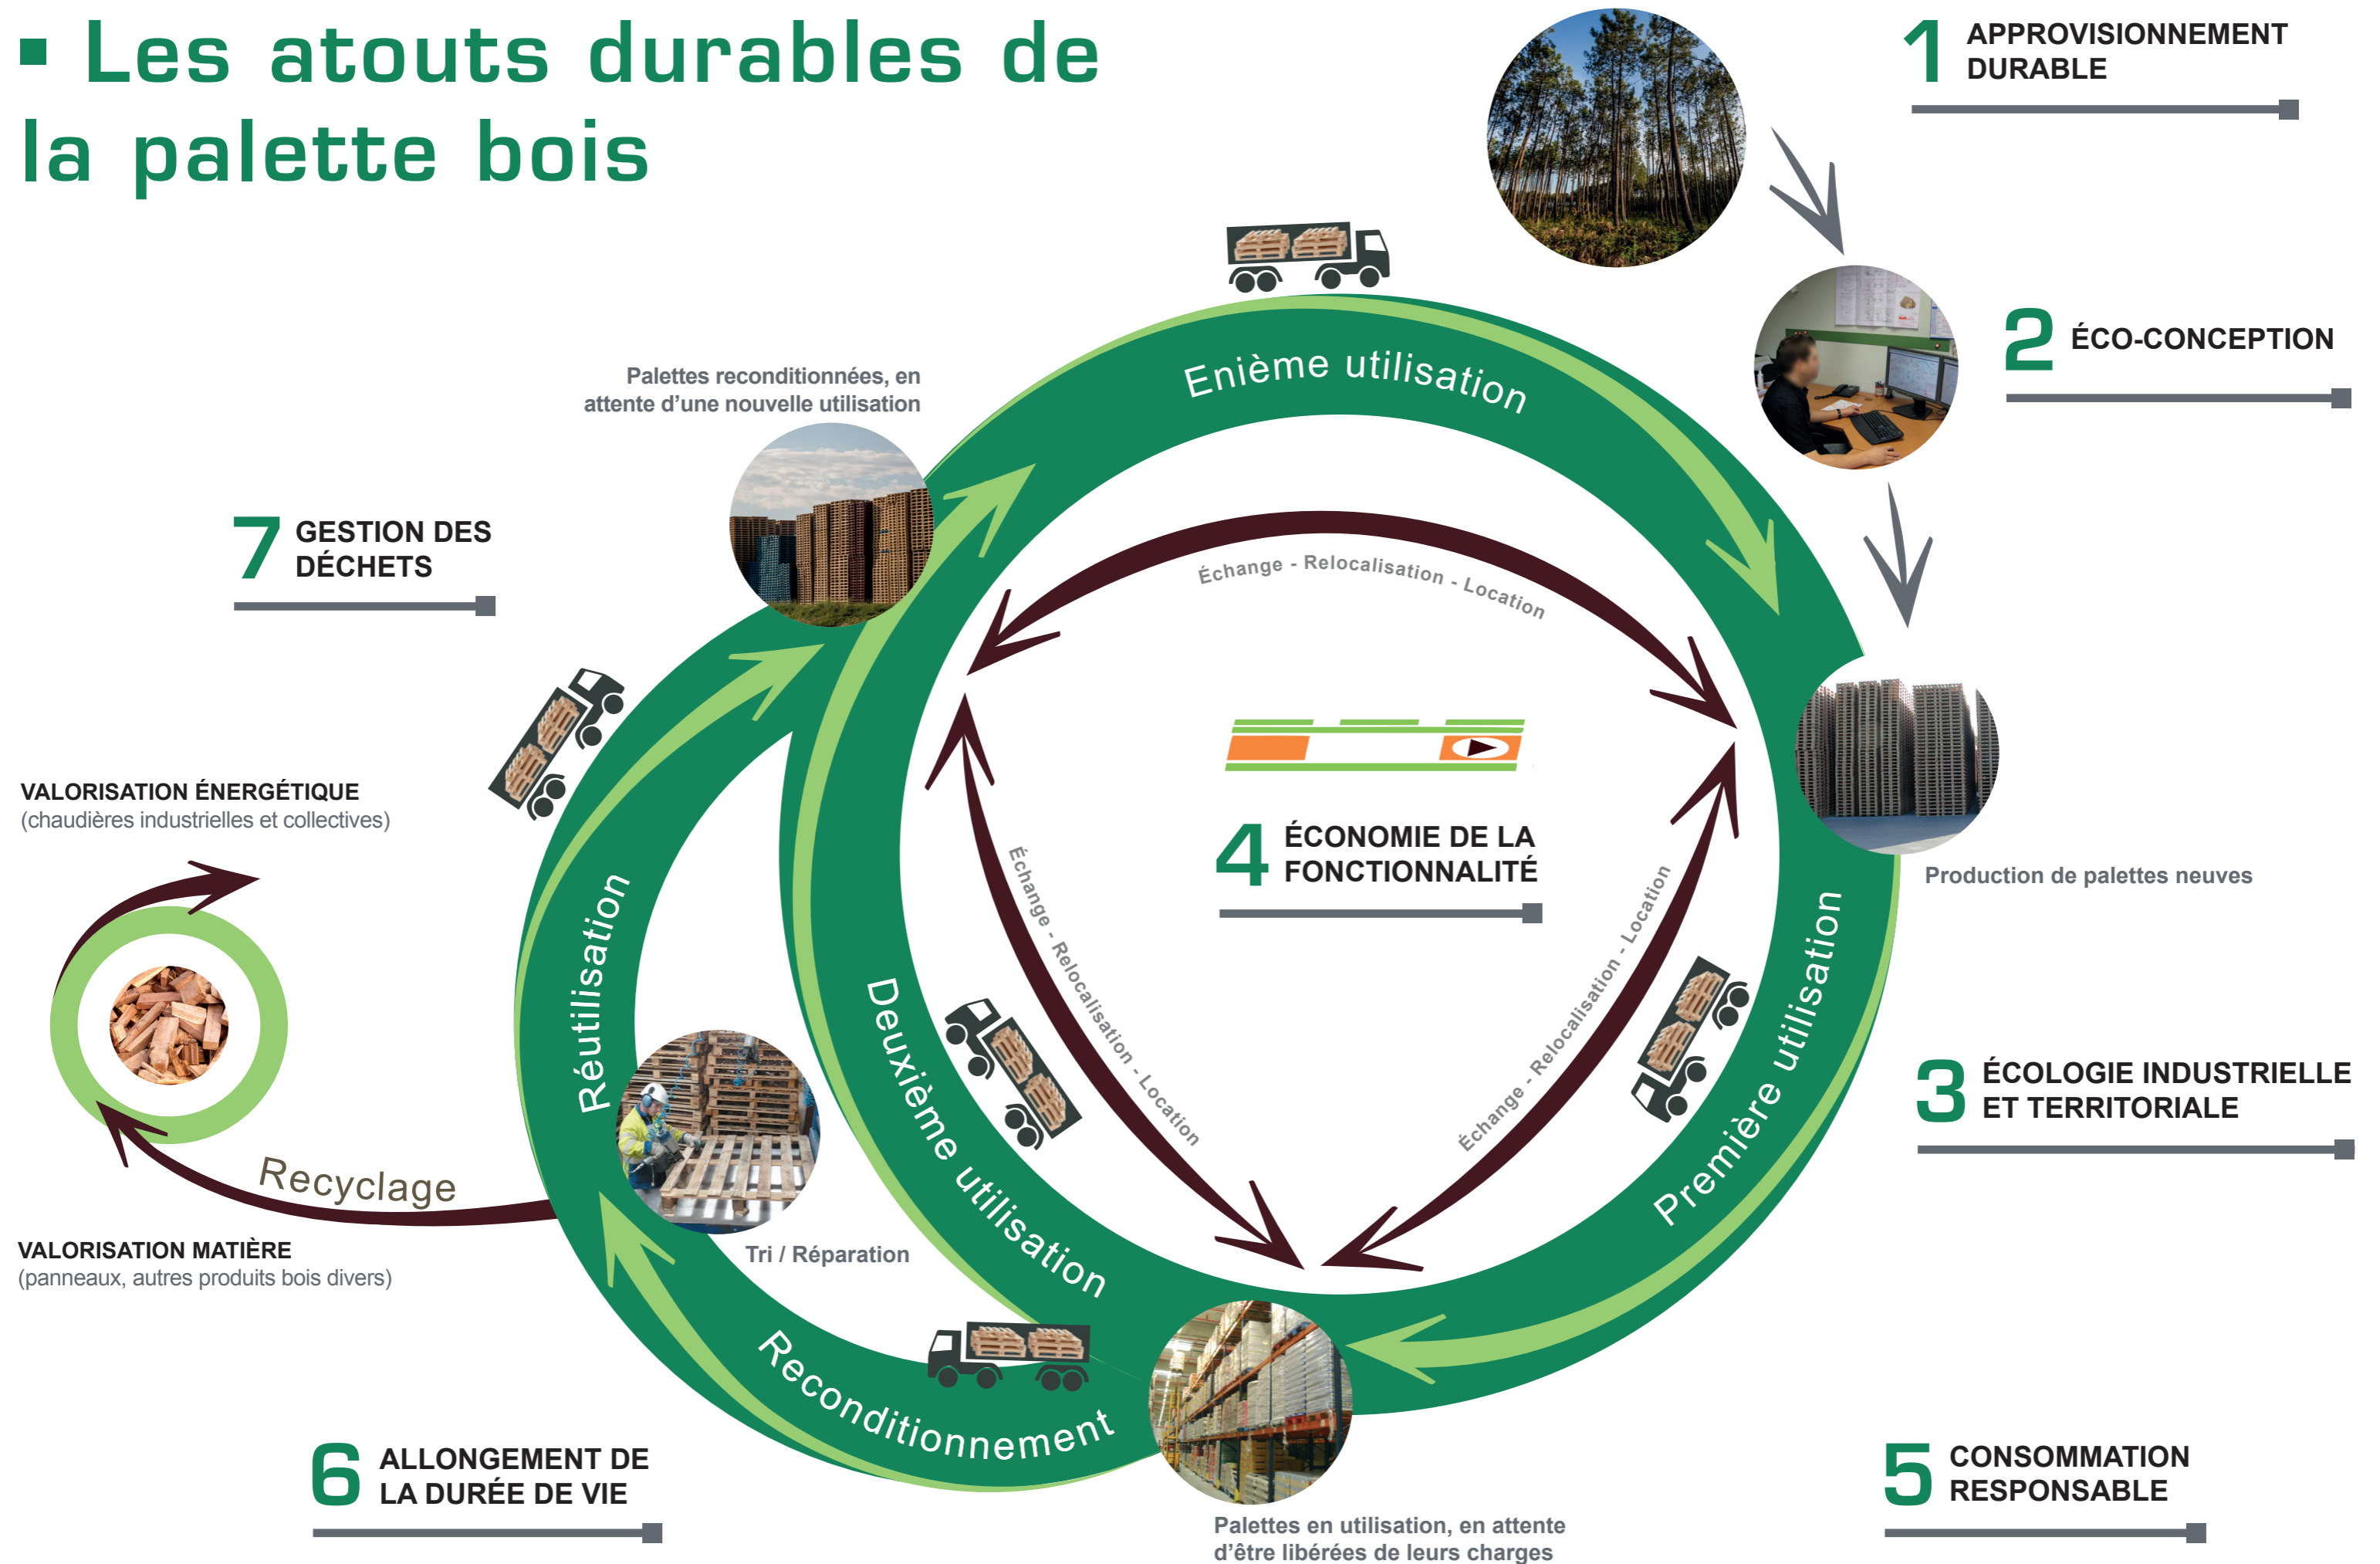 ▪ Les atouts durables de
la palette bois
1 APPROVISIONNEMENT
DURABLE
2 ÉCO-CONCEPTION
Palettes reconditionnées, en
attente d'une nouvelle utilisation
Enième utilisation
7 GESTION DES
DÉCHETS
Échange - Relocalisation - Location
VALORISATION ÉNERGÉTIQUE
(chaudières industrielles et collectives)
4 ÉCONOMIE DE LA
FONCTIONNALITÉ
Production de palettes neuves
Réutilisation
Deuxième utilisation
Échange - Relocalisation - Location
Échange - Relocalisation - Location
Première utilisation
3 ÉCOLOGIE INDUSTRIELLE
ET TERRITORIALE
Recyclage
VALORISATION MATIÈRE
(panneaux, autres produits bois divers)
Tri / Réparation
Reconditionnement
6 ALLONGEMENT DE
LA DURÉE DE VIE
5 CONSOMMATION
RESPONSABLE
Palettes en utilisation, en attente
d'être libérées de leurs charges